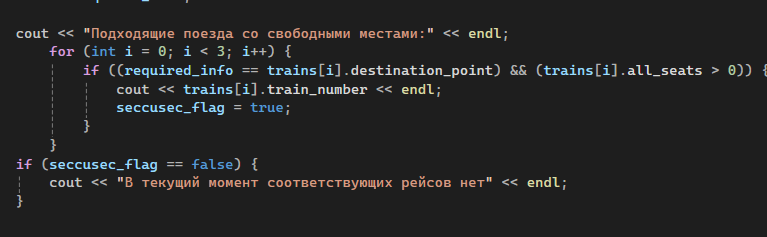 cout << "Подходящие поезда со свободными местами:" << endl;
for (int i = 0; i < 3; i++) {
if ((required_info == trains[i].destination_point) && (trains[i].all_seats > 0)) {
cout << trains[i].train_number << endl;
seccusec_flag = true;
}
}
if (seccusec_flag == false) {
cout << "В текущий момент соответствующих рейсов нет" << endl;
}